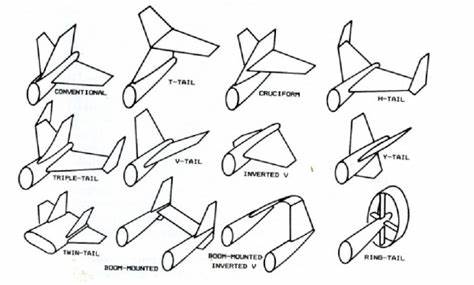 CONVENTIONAL
T-TAIL
CRUCIFORM
H-TAIL
TRIPLE-TAIL
V-TAIL
INVERTED V
Y-TAIL
TWIN-TAIL
BOOM-MOUNTED
BOOM-MOUNTED
INVERTED V
RING-TAIL